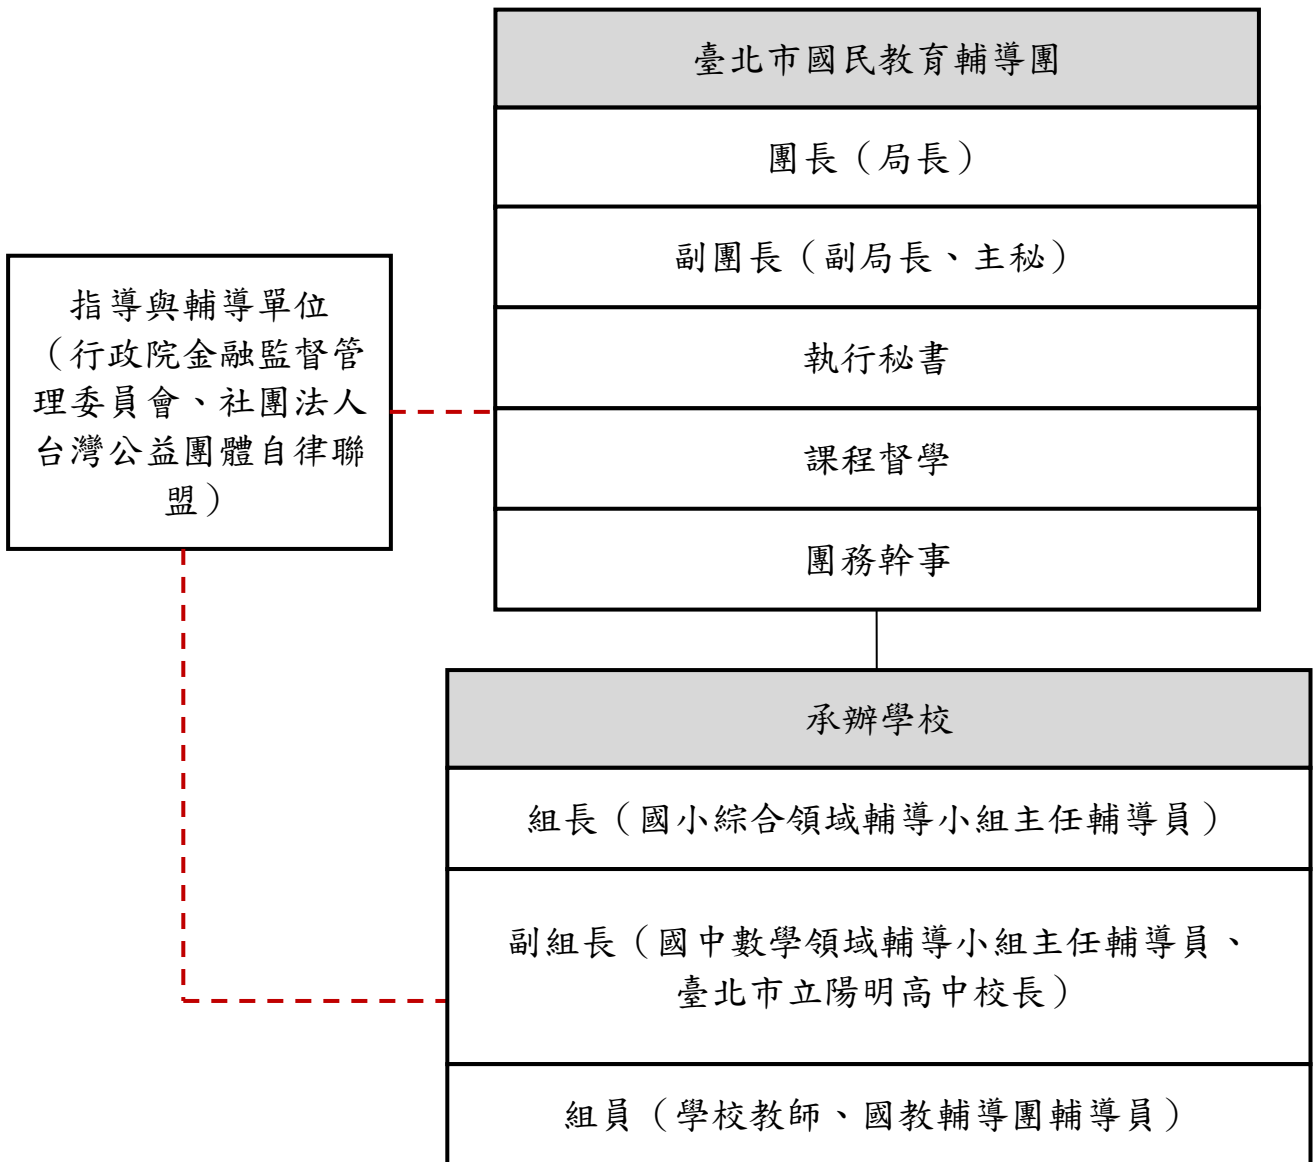 臺北市國民教育輔導團
團長（局長）
副團長（副局長、主秘）
執行秘書
課程督學
團務幹事
指導與輔導單位
（行政院金融監督管
理委員會、社團法人
台灣公益團體自律聯
盟）
承辦學校
組長（國小綜合領域輔導小組主任輔導員）
副組長（國中數學領域輔導小組主任輔導員、
臺北市立陽明高中校長）
組員（學校教師、國教輔導團輔導員）